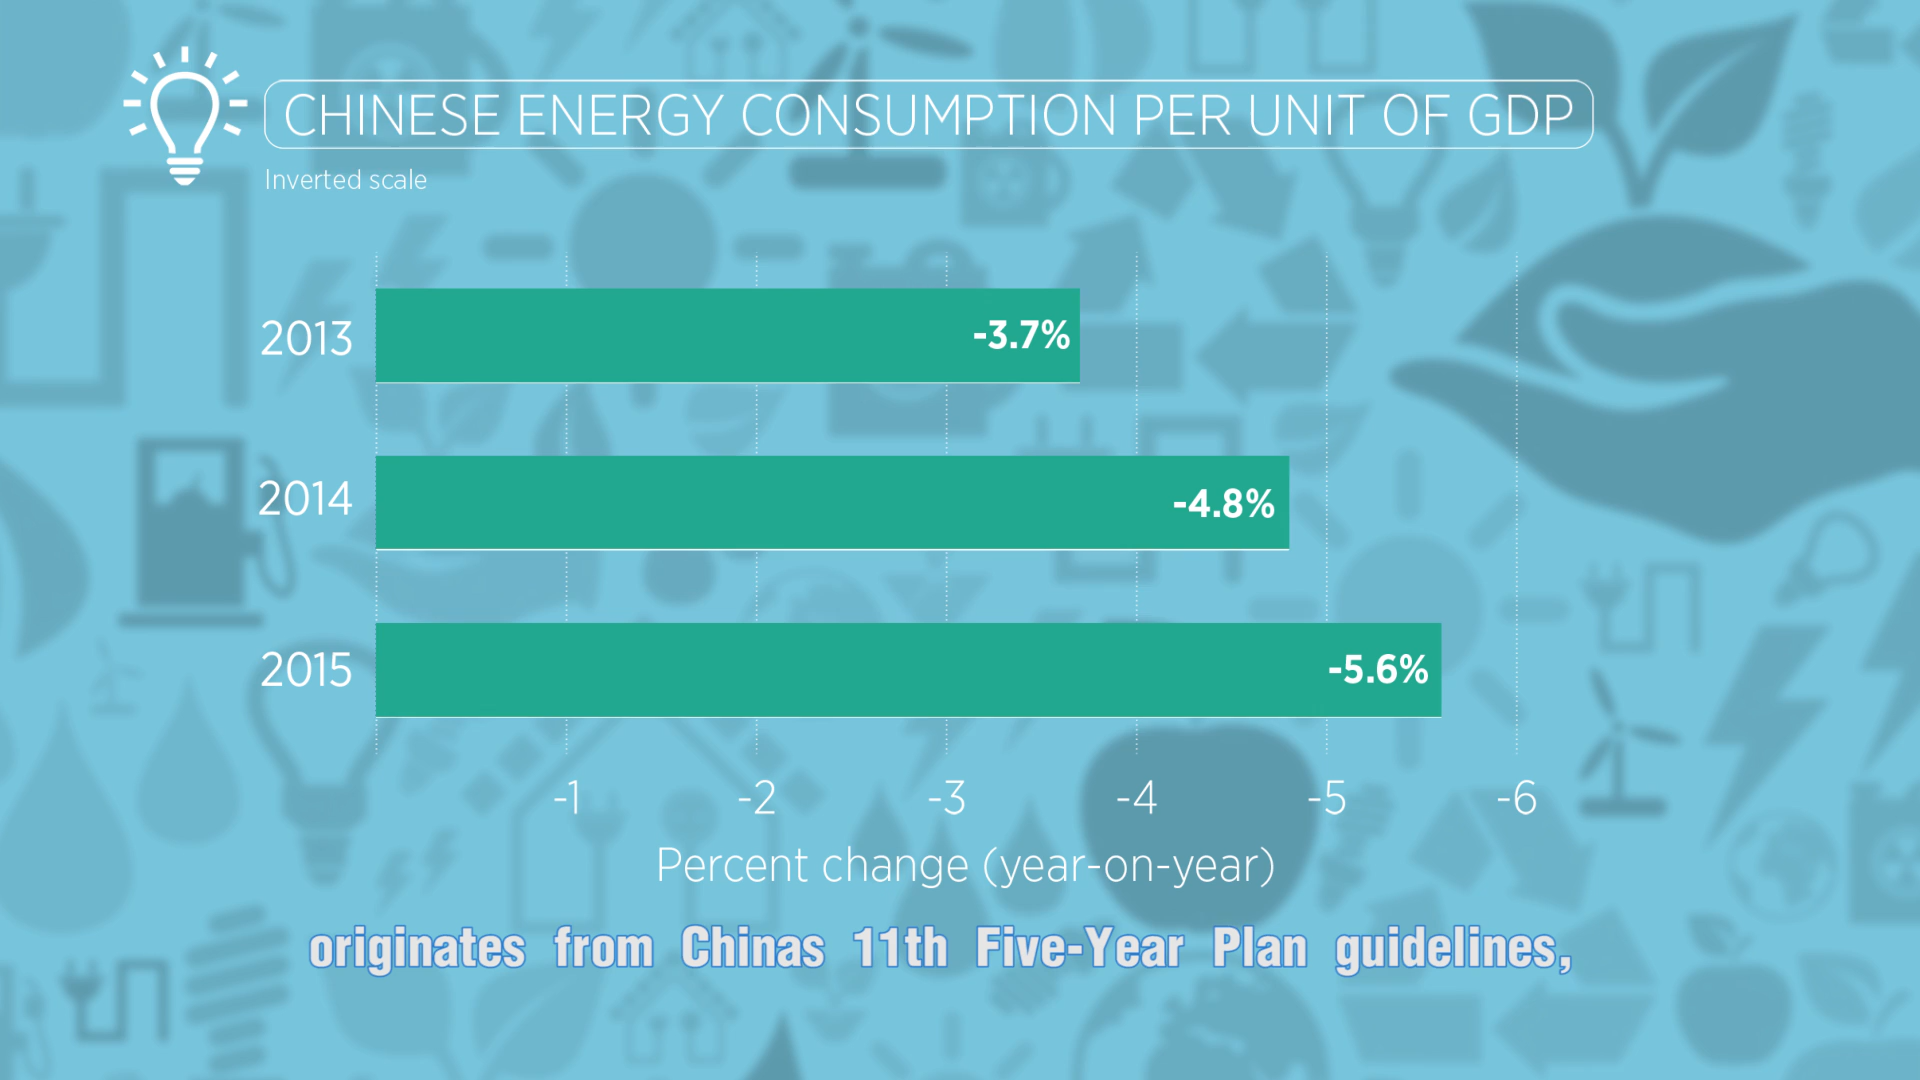 CHINESE ENERGY CONSUMPTION PER UNIT OF GDP
Inverted scale
2013 -3.7%
2014 -4.8%
2015 -5.6%
-1 -2 -3 -4 -5 -6
Percent change (year-on-year)
originates from Chinas 11th Five-Year Plan guidelines,